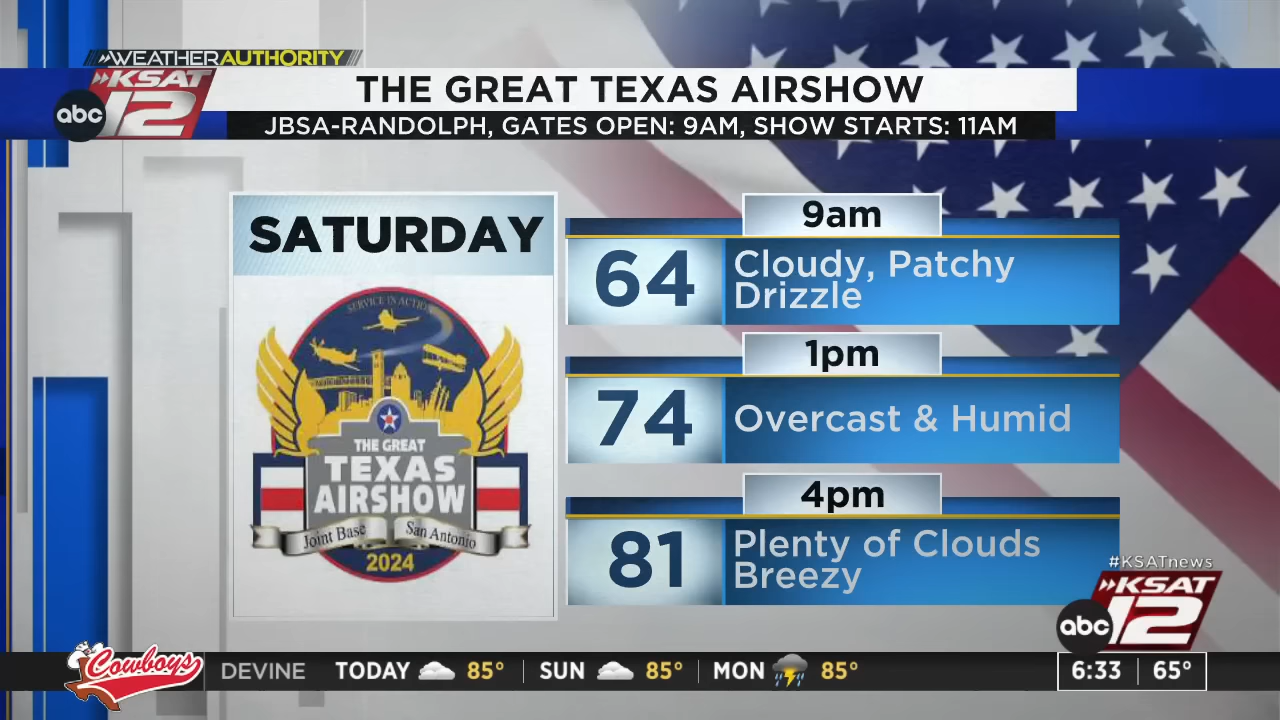 WEATHERAUTHORITY
KSAT
abc 12
THE GREAT TEXAS AIRSHOW
JBSA-RANDOLPH, GATES OPEN: 9AM, SHOW STARTS: 11AM
SATURDAY
SERVICE IN ACTION
THE GREAT
TEXAS
AIRSHOW
Joint Base San Antonio
2024
9am
64 Cloudy, Patchy
Drizzle
1pm
74 Overcast & Humid
4pm
81 Plenty of Clouds
Breezy
#KSATnews
KSAT
abc 12
Cowboys DEVINE TODAY 85° SUN 85° MON 85° 6:33 65°